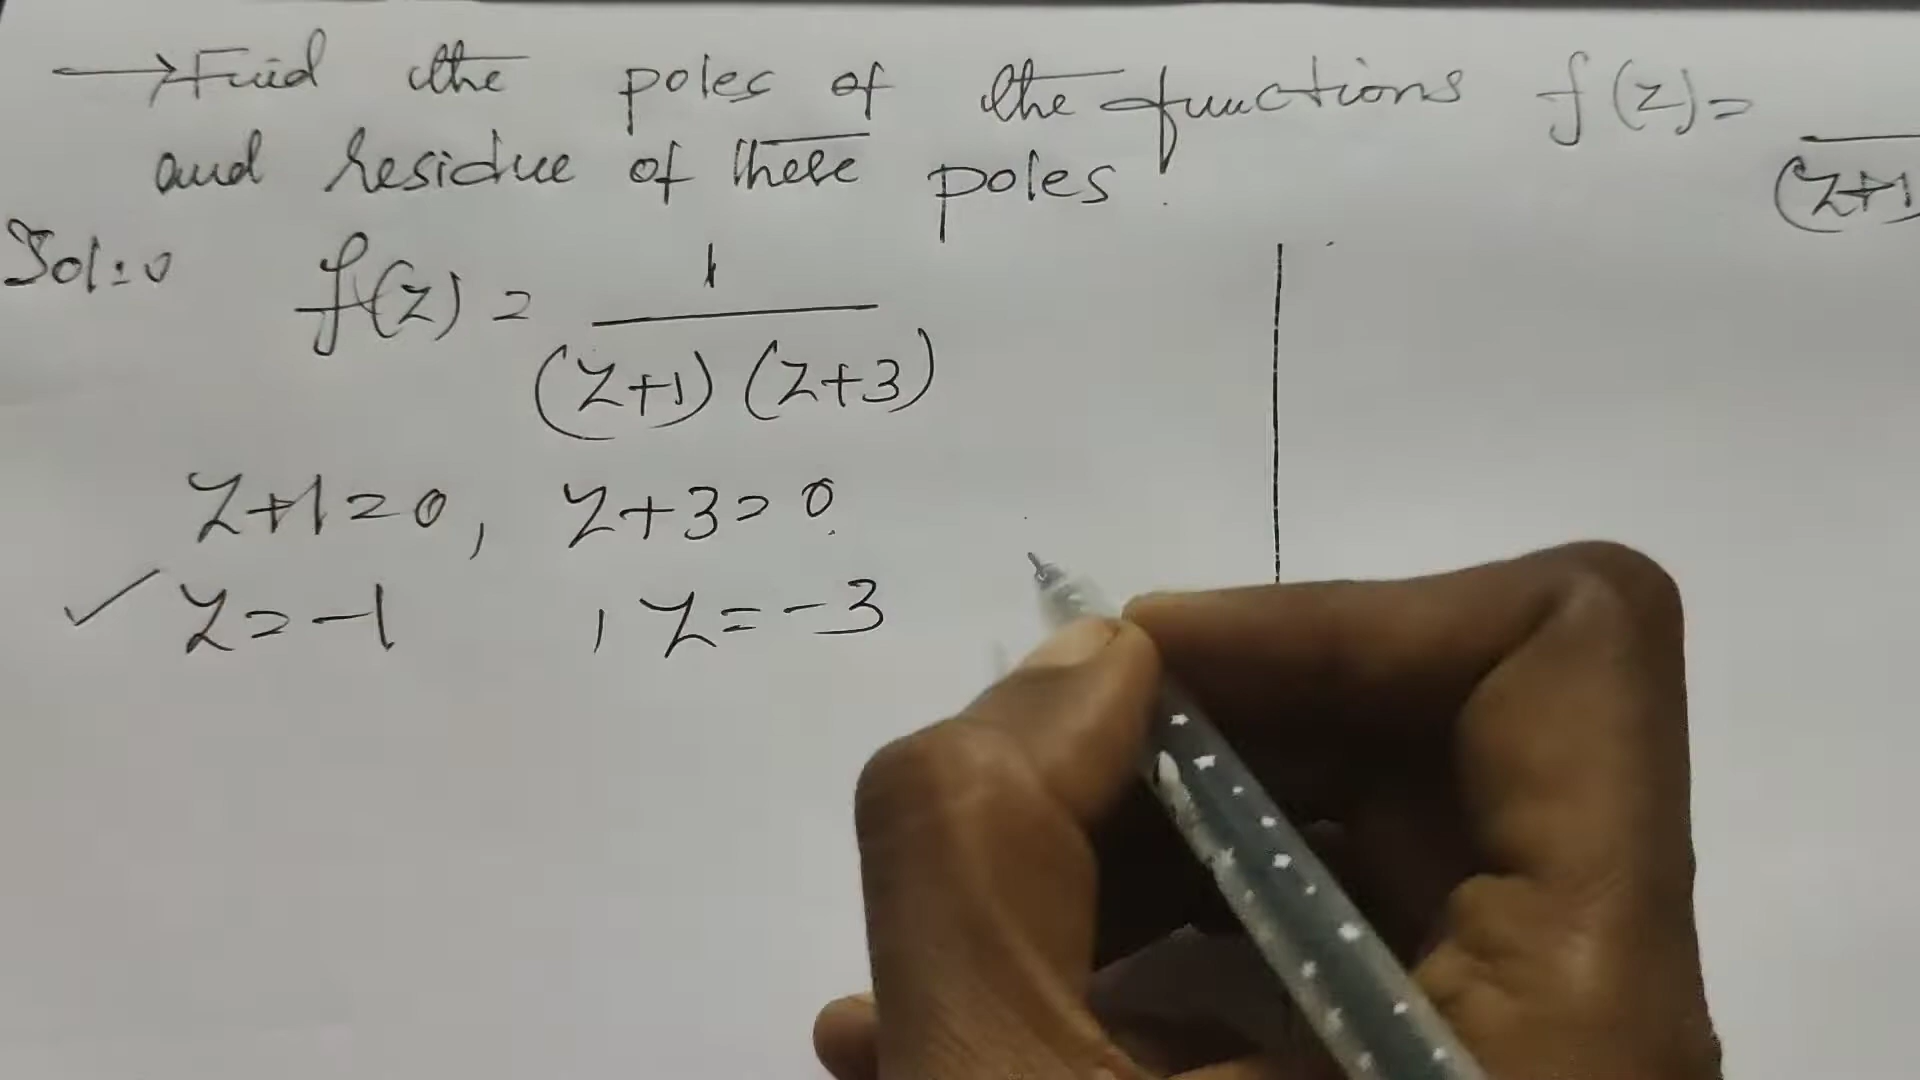 → Find the poles of the functions f(z) =
(z+1
and residue of these poles.
Sol:
f(z) = 1
(z+1) (z+3)
z+1=0, z+3=0.
✓ z=-1 , z=-3